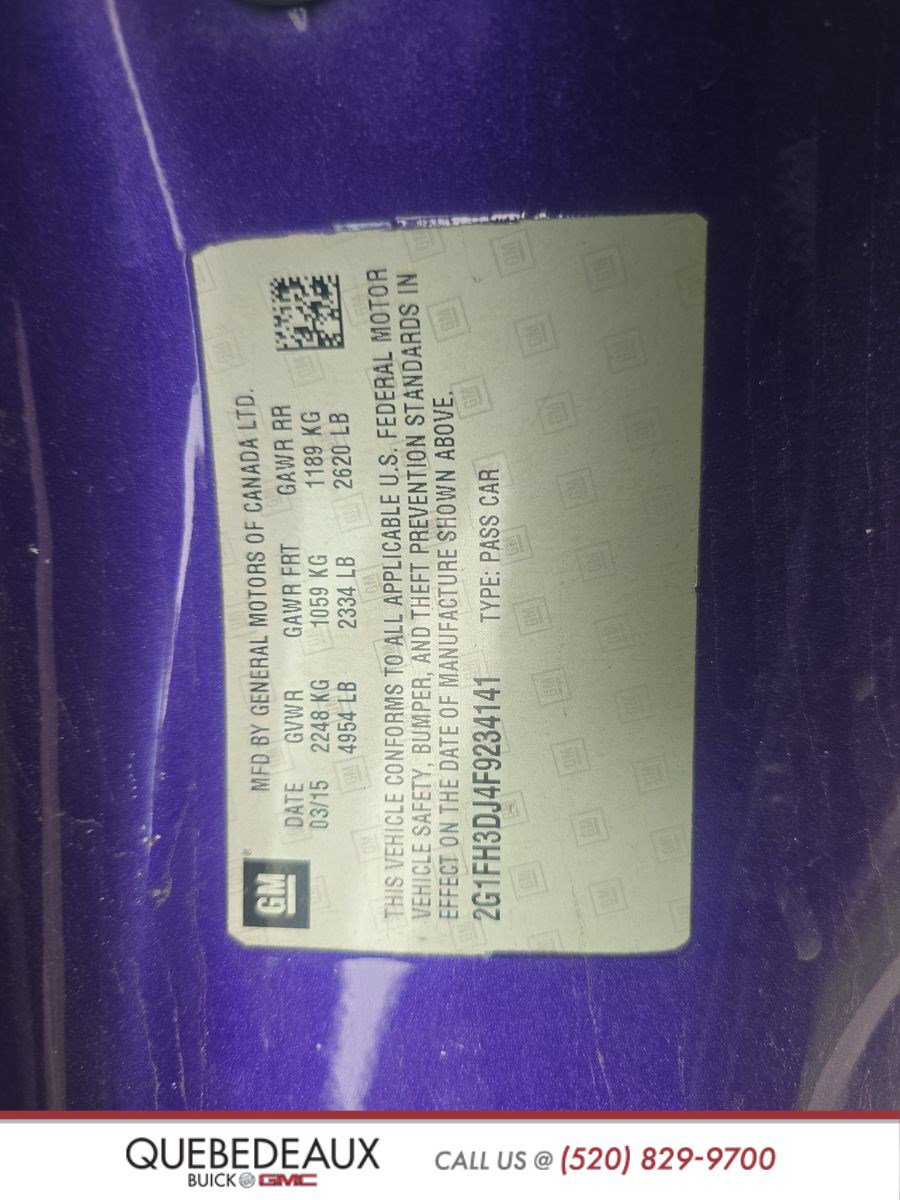 GM
MFD BY GENERAL MOTORS OF CANADA LTD.
DATE GVWR GAWR FRT GAWR RR
03/15 2248 KG 1059 KG 1189 KG
4954 LB 2334 LB 2620 LB
THIS VEHICLE CONFORMS TO ALL APPLICABLE U.S. FEDERAL MOTOR
VEHICLE SAFETY, BUMPER, AND THEFT PREVENTION STANDARDS IN
EFFECT ON THE DATE OF MANUFACTURE SHOWN ABOVE.
2G1FH3DJ4F9234141 TYPE: PASS CAR
QUEBEDEAUX
BUICK GMC
CALL US @ (520) 829-9700